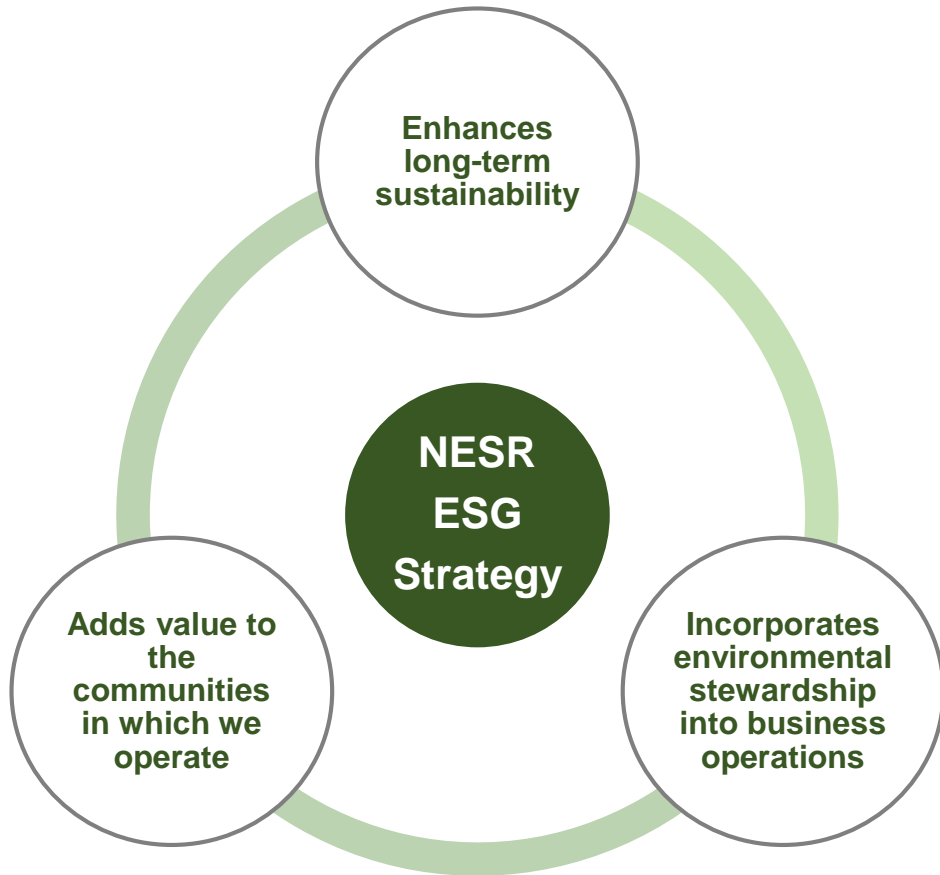 Enhances
long-term
sustainability
NESR
ESG
Strategy
Adds value to
the
communities
in which we
operate
Incorporates
environmental
stewardship
into business
operations